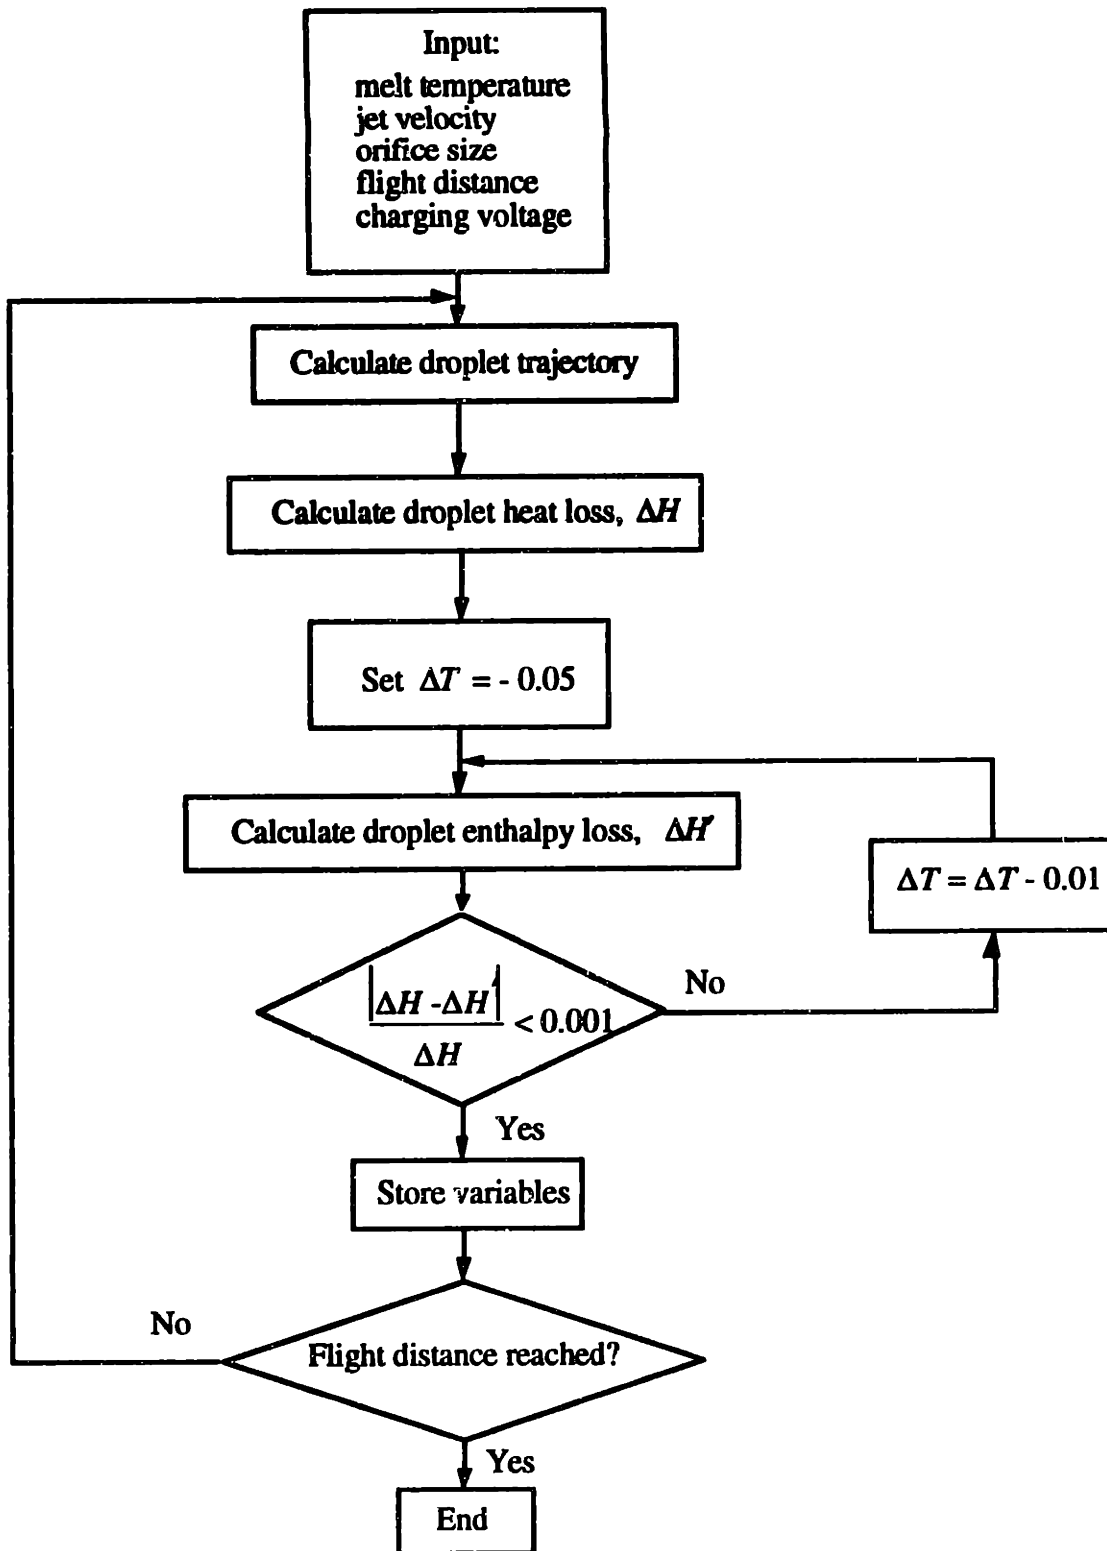 Input:
melt temperature
jet velocity
orifice size
flight distance
charging voltage
Calculate droplet trajectory
Calculate droplet heat loss, ΔH
Set ΔT = - 0.05
Calculate droplet enthalpy loss, ΔH'
ΔT = ΔT - 0.01
|ΔH -ΔH'|
ΔH
< 0.001
No
Yes
Store variables
No
Flight distance reached?
Yes
End